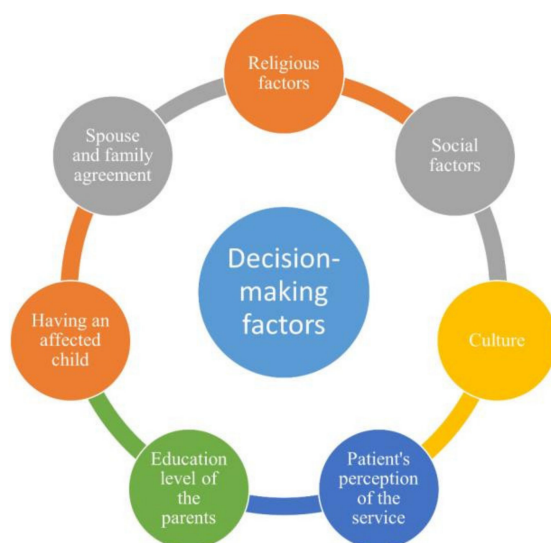 Religious
factors
Social
factors
Culture
Patient's
perception
of the
service
Education
level of
the
parents
Having an
affected
child
Spouse
and family
agreement
Decision-
making
factors